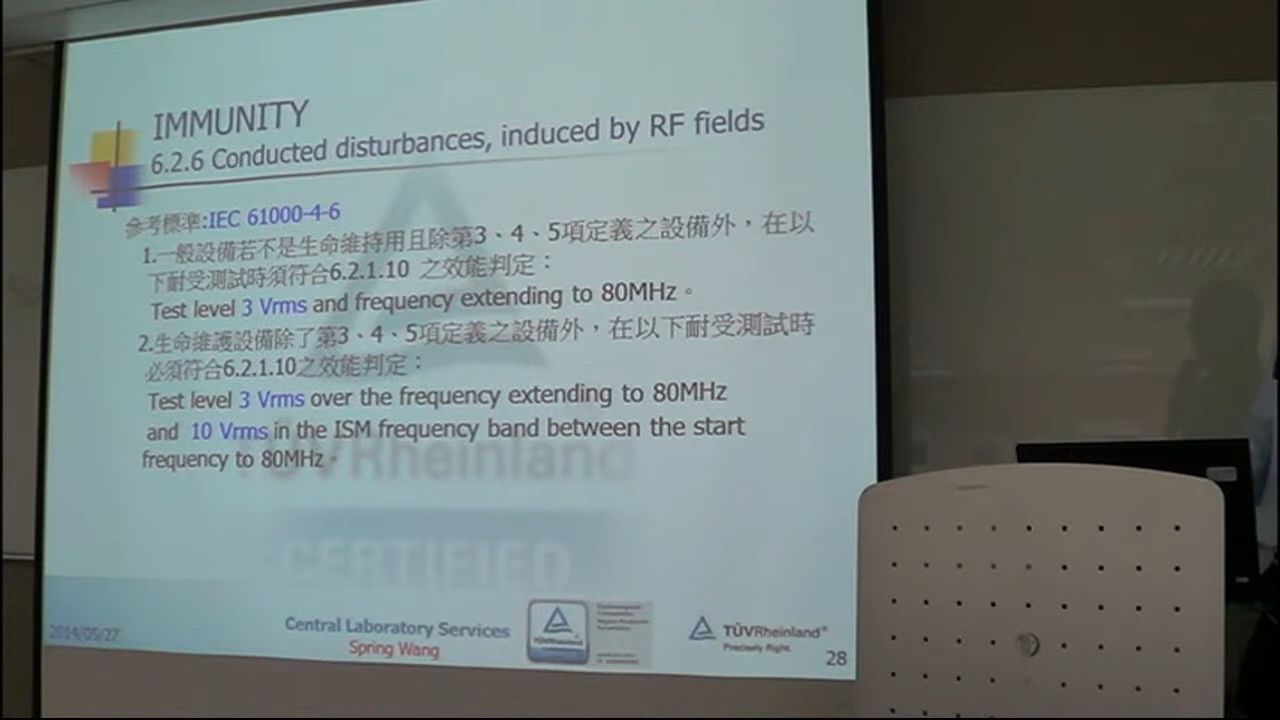 IMMUNITY
6.2.6 Conducted disturbances, induced by RF fields
參考標準:IEC 61000-4-6
1.一般設備若不是生命維持用且除第3、4、5項定義之設備外，在以
下耐受測試時須符合6.2.1.10 之效能判定：
Test level 3 Vrms and frequency extending to 80MHz。
2.生命維護設備除了第3、4、5項定義之設備外，在以下耐受測試時
必須符合6.2.1.10之效能判定：
Test level 3 Vrms over the frequency extending to 80MHz
and 10 Vrms in the ISM frequency band between the start
frequency to 80MHz。
TÜVRheinland
CERTIFIED
2014/05/27
Central Laboratory Services
Spring Wang
TÜVRheinland
TÜVRheinland®
Precisely Right.
28